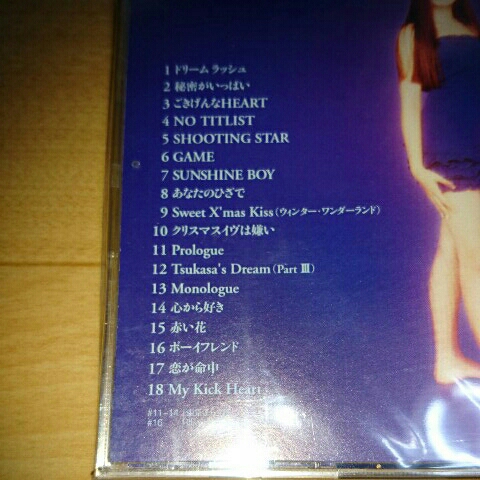 1 ドリーム ラッシュ
2 秘密がいっぱい
3 ごきげんなHEART
4 NO TITLIST
5 SHOOTING STAR
6 GAME
7 SUNSHINE BOY
8 あなたのひざで
9 Sweet X'mas Kiss（ウィンター・ワンダーランド）
10 クリスマスイヴは嫌い
11 Prologue
12 Tsukasa's Dream（Part Ⅲ）
13 Monologue
14 心から好き
15 赤い花
16 ボーイフレンド
17 恋が命中
18 My Kick Heart
#11~14
#16